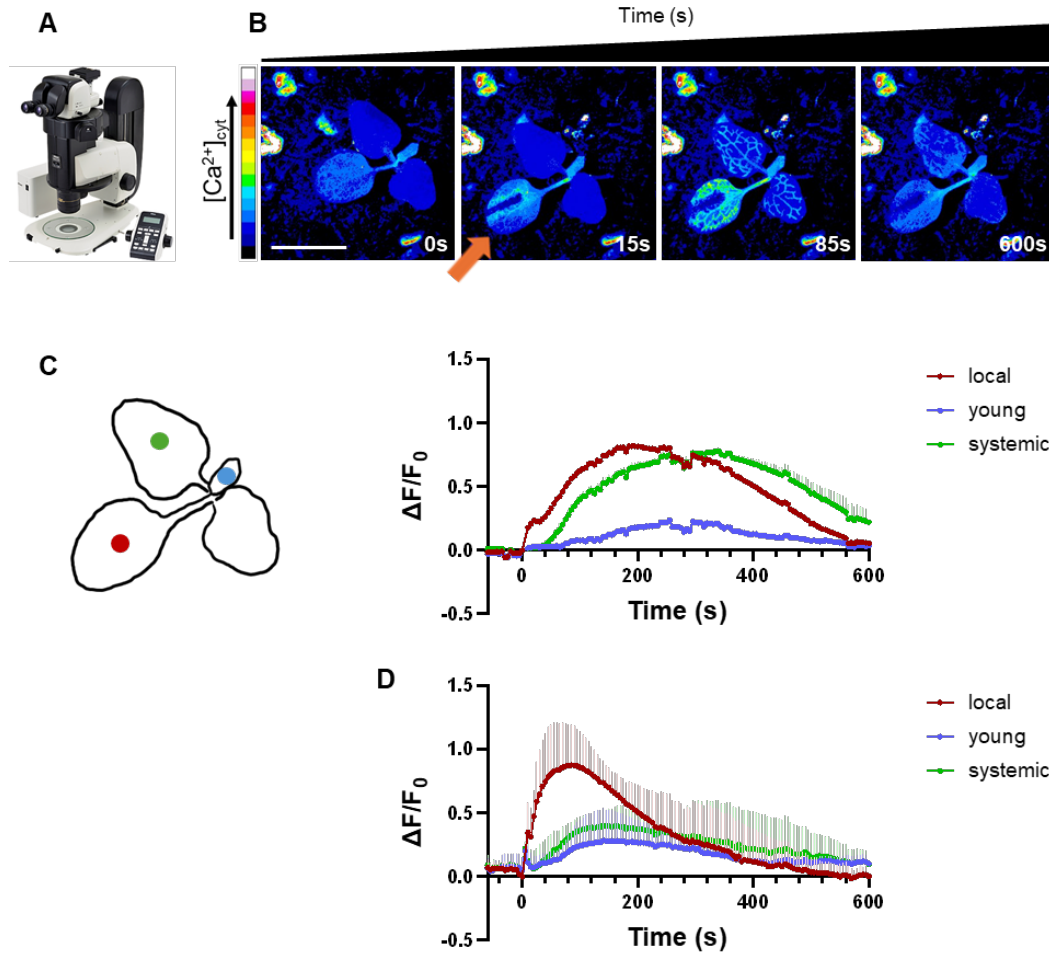 A
B
Time (s)
[Ca²⁺]cyt
0s
15s
85s
600s
C
1.5
1.0
0.5
0.0
-0.5
ΔF/F₀
0
200
400
600
Time (s)
local
young
systemic
D
1.5
1.0
0.5
0.0
-0.5
ΔF/F₀
0
200
400
600
Time (s)
local
young
systemic